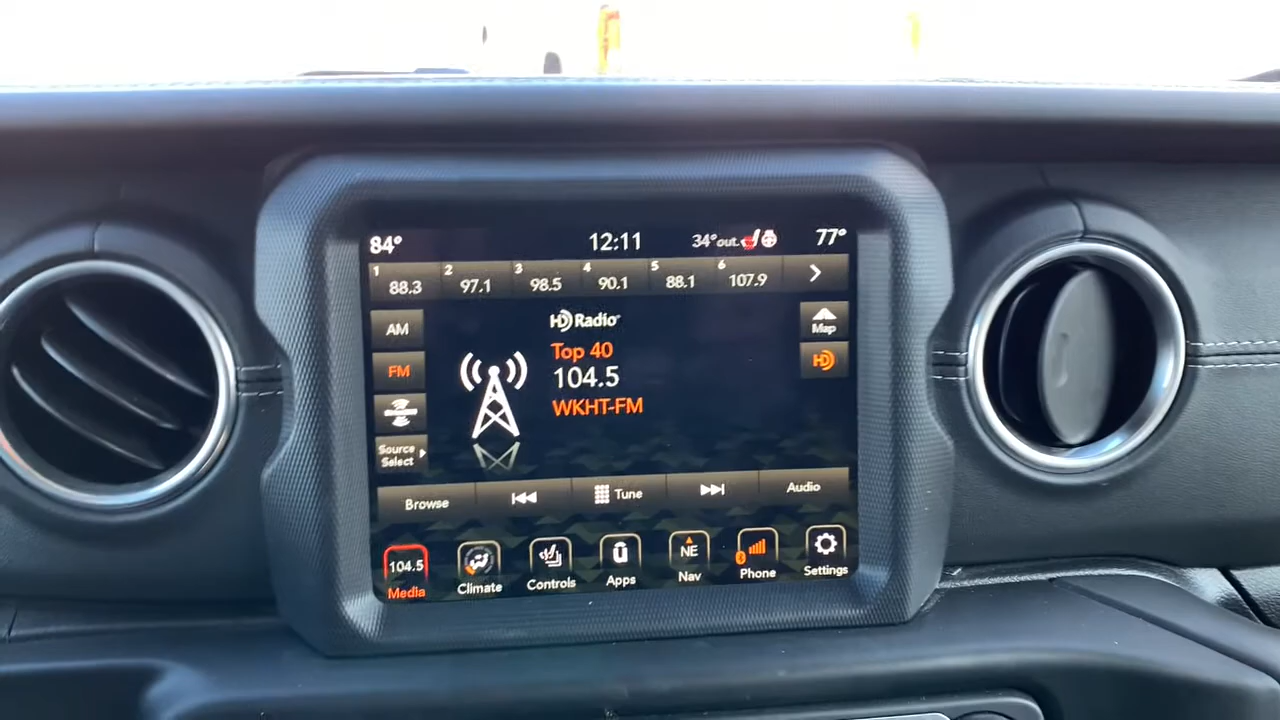 84° 12:11 34°out. 77°
1 2 3 4 5 6
88.3 97.1 98.5 90.1 88.1 107.9
HD Radio
AM
FM
Source
Select
Top 40
104.5
WKHT-FM
Map
HD
Browse Tune Audio
104.5 NE
Media Climate Controls Apps Nav Phone Settings